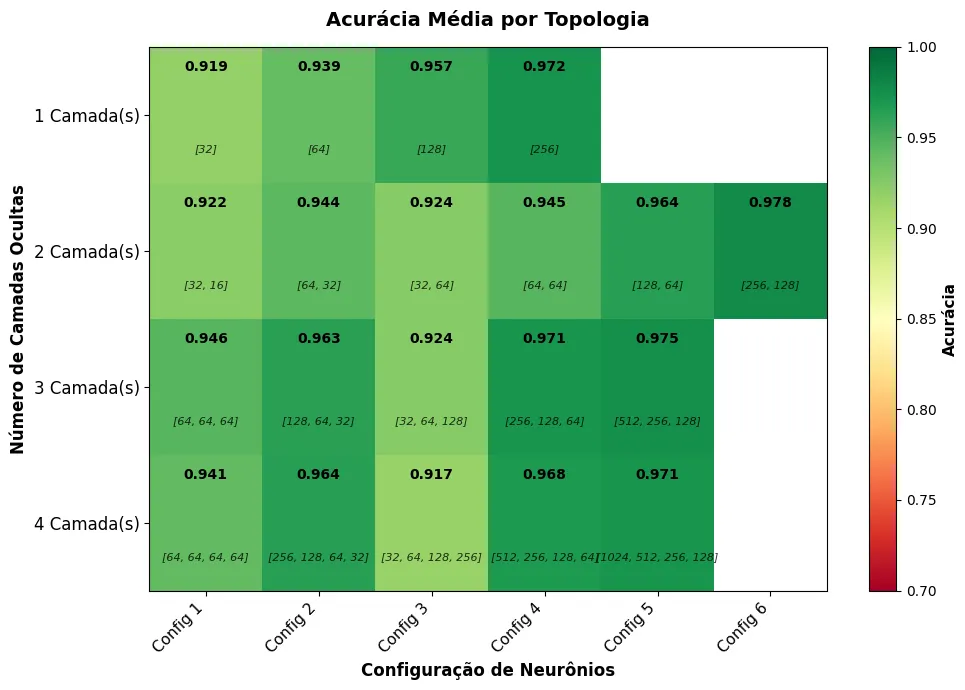 Acurácia Média por Topologia
0.919 0.939 0.957 0.972
1 Camada(s)
[32] [64] [128] [256]
0.922 0.944 0.924 0.945 0.964 0.978
2 Camada(s)
[32, 16] [64, 32] [32, 64] [64, 64] [128, 64] [256, 128]
0.946 0.963 0.924 0.971 0.975
3 Camada(s)
[64, 64, 64] [128, 64, 32] [32, 64, 128] [256, 128, 64] [512, 256, 128]
0.941 0.964 0.917 0.968 0.971
4 Camada(s)
[64, 64, 64, 64] [256, 128, 64, 32] [32, 64, 128, 256] [512, 256, 128, 64] [1024, 512, 256, 128]
Config 1 Config 2 Config 3 Config 4 Config 5 Config 6
Configuração de Neurônios
Número de Camadas Ocultas
1.00
0.95
0.90
0.85
0.80
0.75
0.70
Acurácia